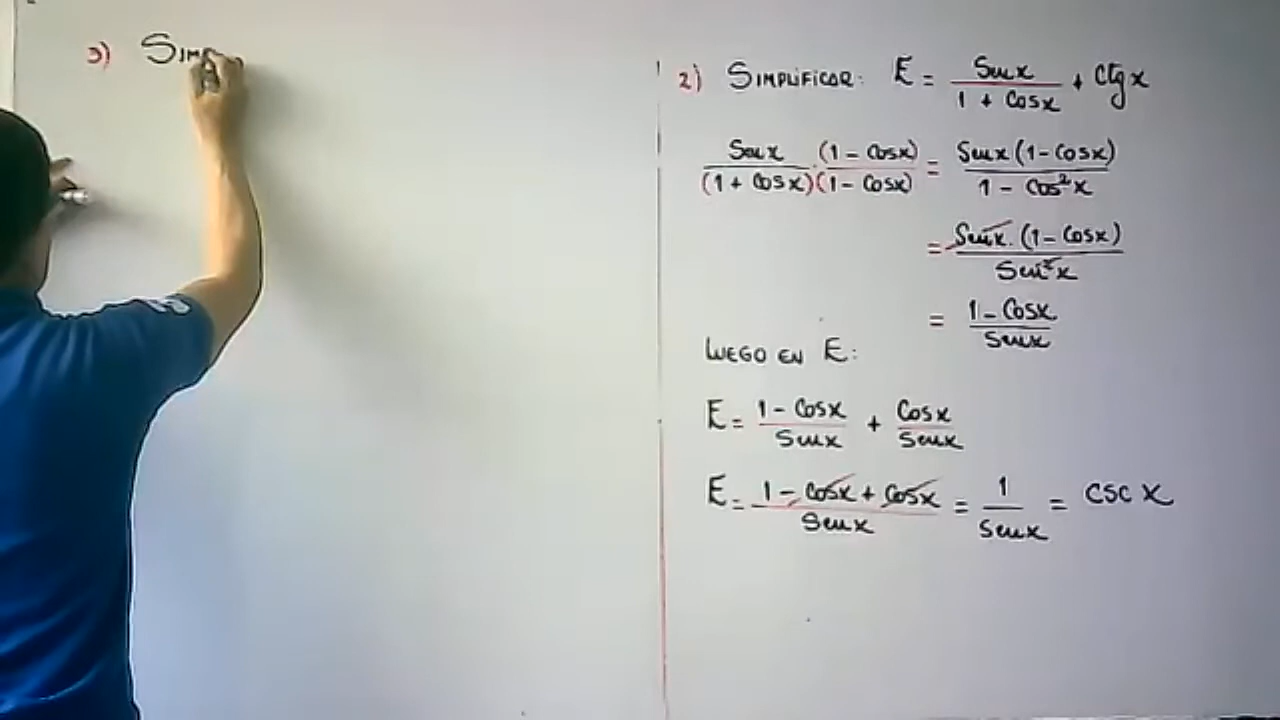 3) Simp
2) Simplificar: E = Senx / (1 + Cosx) + Ctgx
Senx / (1 + Cosx) · (1 - Cosx) / (1 - Cosx) = Senx (1 - Cosx) / 1 - Cos²x
= Senx · (1 - Cosx) / Sen²x
= 1 - Cosx / Senx
Luego en E:
E = 1 - Cosx / Senx + Cosx / Senx
E = 1 - Cosx + Cosx / Senx = 1 / Senx = csc x